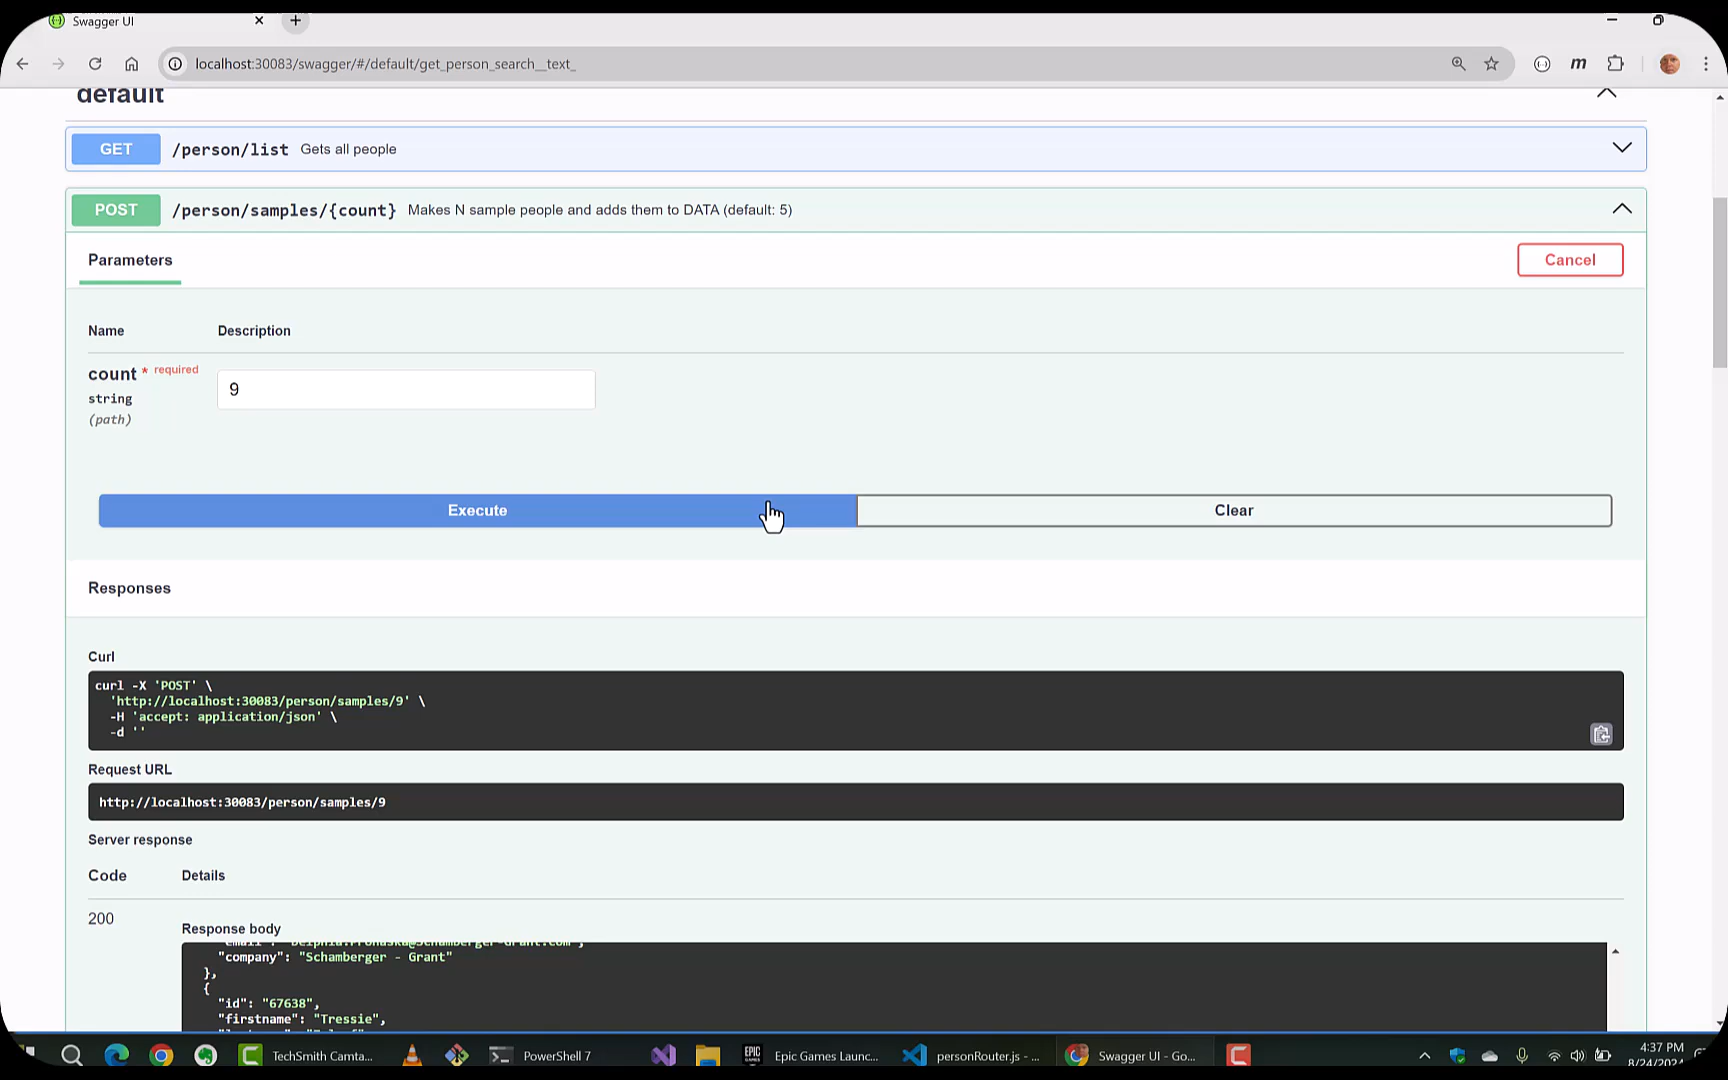 Swagger UI
localhost:30083/swagger/#/default/get_person_search__text_
default
GET /person/list Gets all people
POST /person/samples/{count} Makes N sample people and adds them to DATA (default: 5)
Parameters
Cancel
Name Description
count * required
string
(path)
9
Execute
Clear
Responses
Curl
curl -X 'POST' \
'http://localhost:30083/person/samples/9' \
-H 'accept: application/json' \
-d ''
Request URL
http://localhost:30083/person/samples/9
Server response
Code Details
200
Response body
"company": "Schamberger - Grant"
},
{
"id": "67638",
"firstname": "Tressie",
TechSmith Camta...
PowerShell 7
EPIC GAMES
Epic Games Launc...
personRouter.js - ...
Swagger UI - Go...
4:37 PM